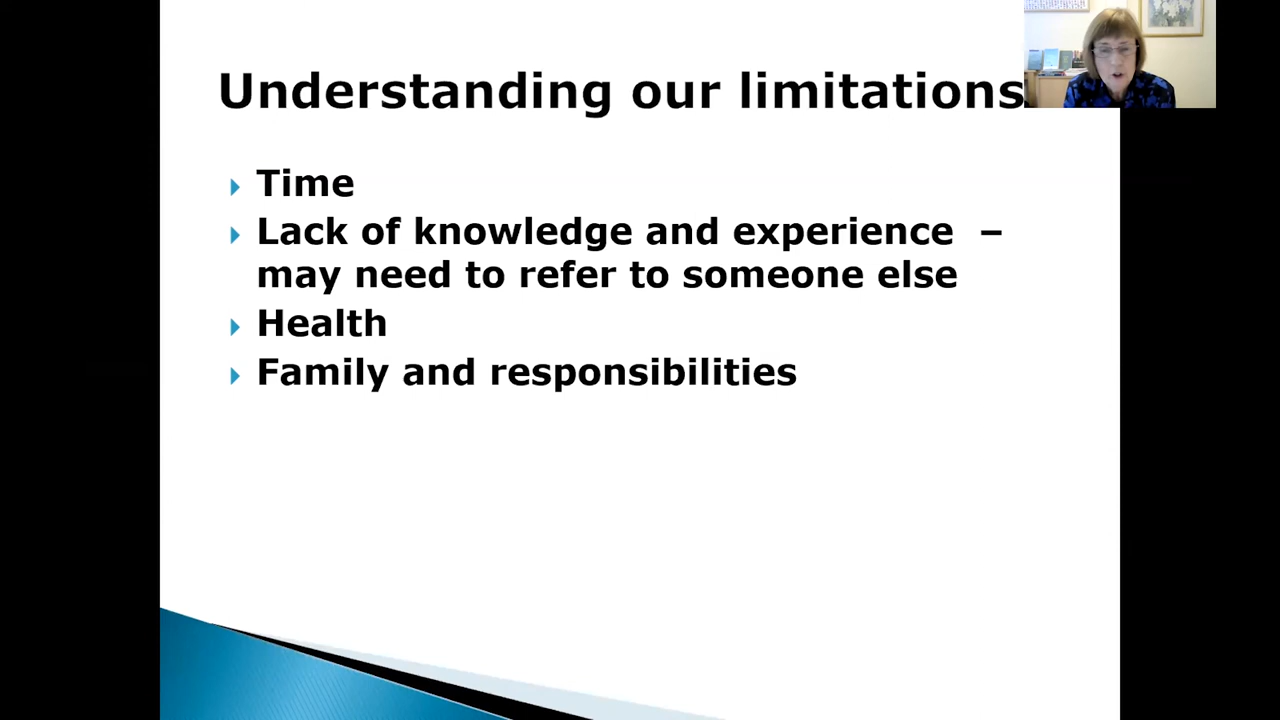 Understanding our limitations
Time
Lack of knowledge and experience –
may need to refer to someone else
Health
Family and responsibilities